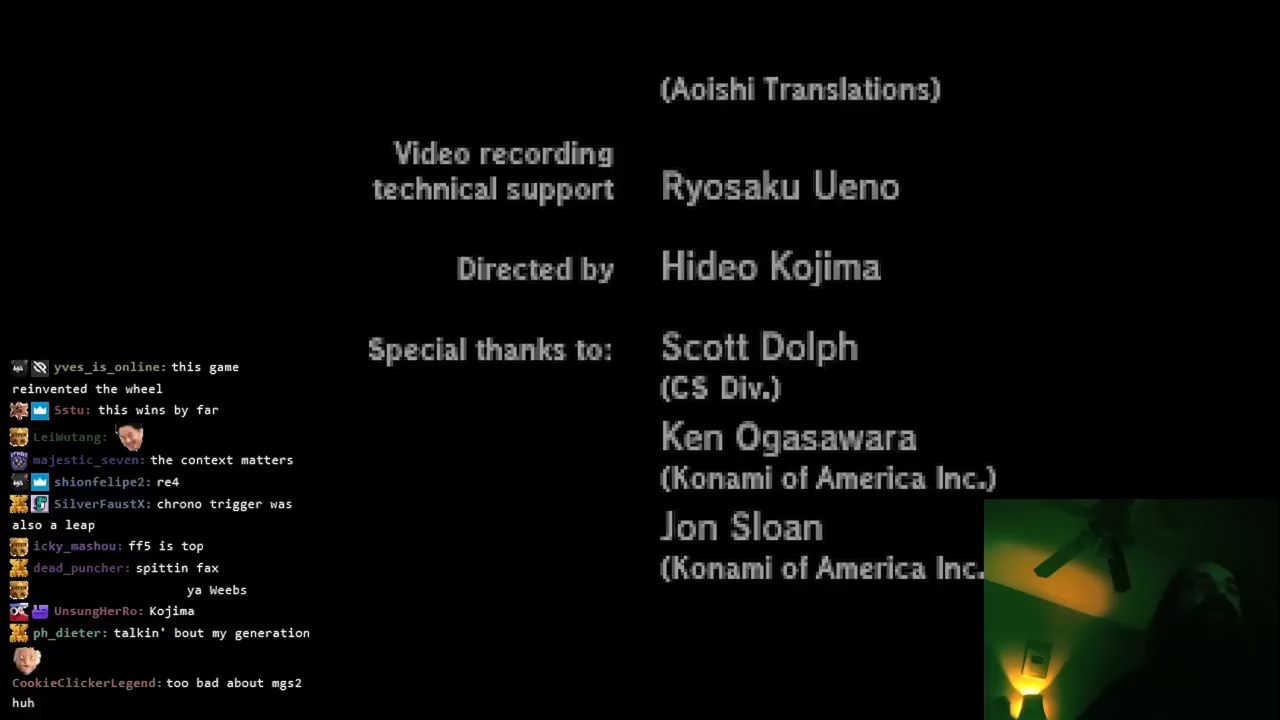 (Aoishi Translations)
Video recording
technical support Ryosaku Ueno
Directed by Hideo Kojima
Special thanks to: Scott Dolph
(CS Div.)
Ken Ogasawara
(Konami of America Inc.)
Jon Sloan
(Konami of America Inc.
yves_is_online: this game
reinvented the wheel
Sstu: this wins by far
LeiWutang:
majestic_seven: the context matters
shionfelipe2: re4
SilverFaustX: chrono trigger was
also a leap
icky_mashou: ff5 is top
dead_puncher: spittin fax
ya Weebs
UnsungHerRo: Kojima
ph_dieter: talkin' bout my generation
CookieClickerLegend: too bad about mgs2
huh